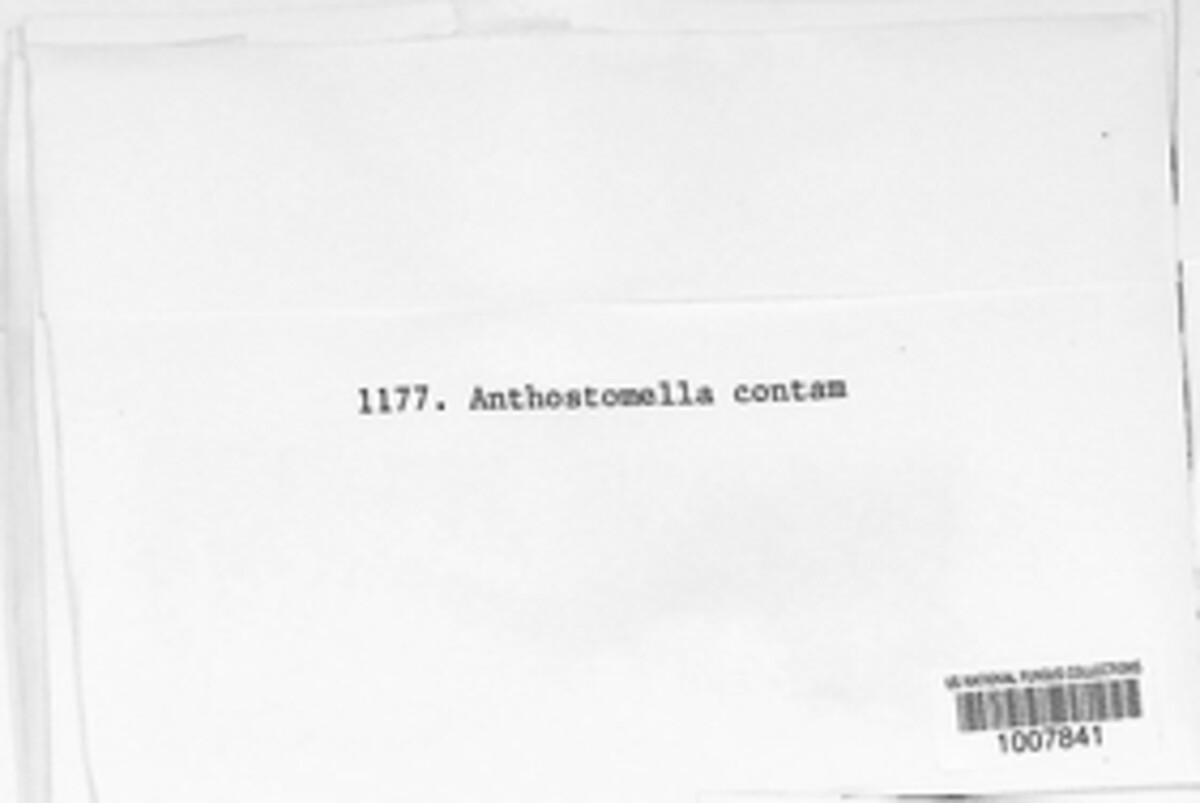 1177. Anthostomella contam
US NATIONAL FUNGUS COLLECTIONS
1007841